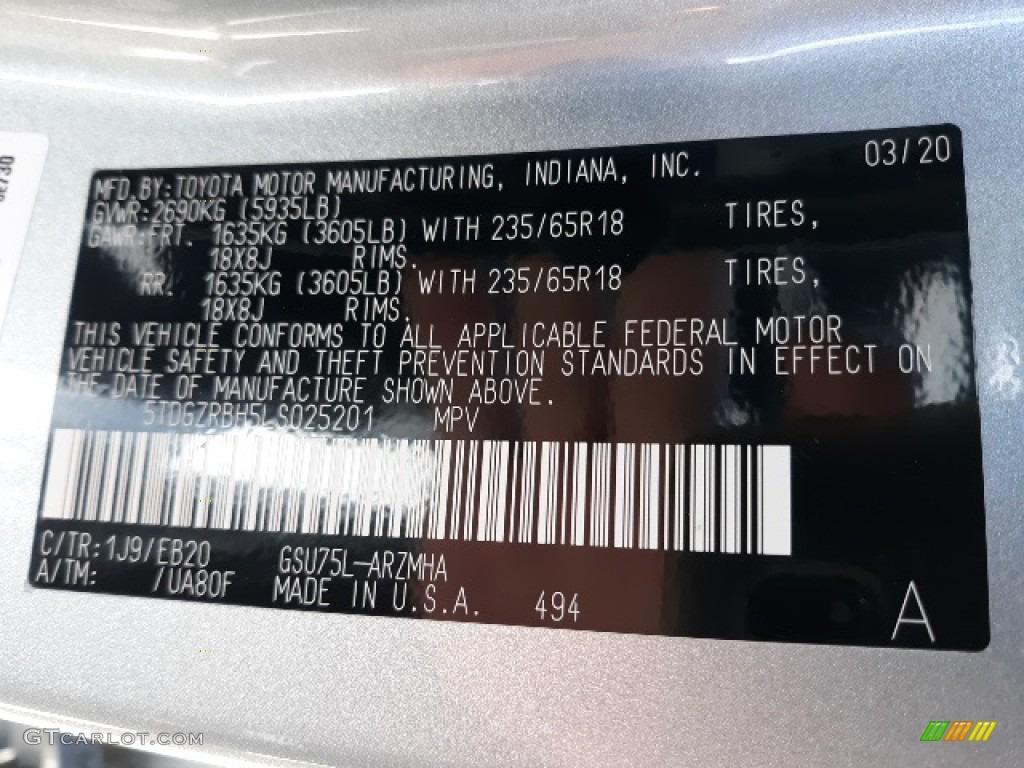 03/20
MFD.BY:TOYOTA MOTOR MANUFACTURING, INDIANA, INC.
GVWR:2690KG (5935LB)
GAWR:FRT. 1635KG (3605LB) WITH 235/65R18 TIRES,
18X8J RIMS.
RR. 1635KG (3605LB) WITH 235/65R18 TIRES,
18X8J RIMS.
THIS VEHICLE CONFORMS TO ALL APPLICABLE FEDERAL MOTOR
VEHICLE SAFETY AND THEFT PREVENTION STANDARDS IN EFFECT ON
THE DATE OF MANUFACTURE SHOWN ABOVE.
5TDGZRBH5LS025201 MPV
C/TR:1J9/EB20 GSU75L-ARZMHA
A/TM: /UA80F MADE IN U.S.A. 494
A
GTCARLOT.COM